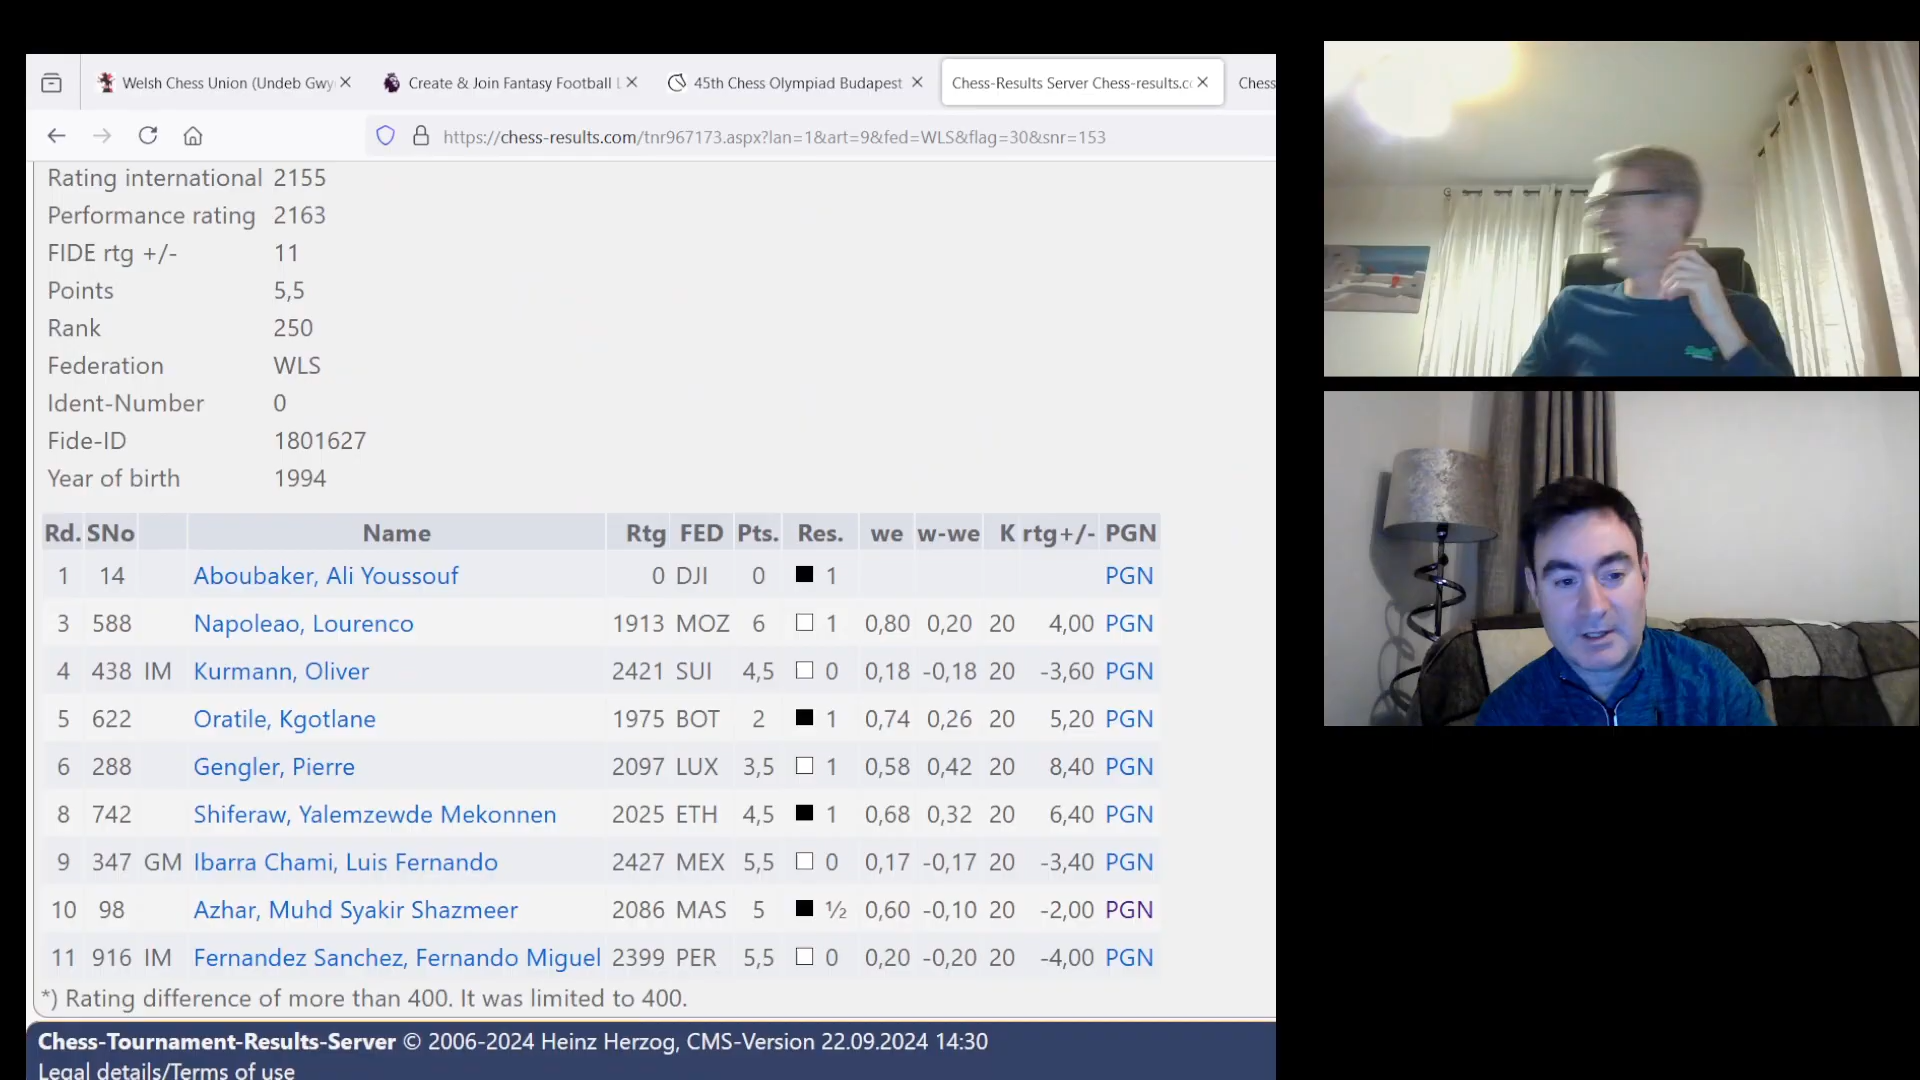 Welsh Chess Union (Undeb Gwy
Create & Join Fantasy Football L
45th Chess Olympiad Budapest
Chess-Results Server Chess-results.c
Chess
https://chess-results.com/tnr967173.aspx?lan=1&art=9&fed=WLS&flag=30&snr=153
Rating international 2155
Performance rating 2163
FIDE rtg +/- 11
Points 5,5
Rank 250
Federation WLS
Ident-Number 0
Fide-ID 1801627
Year of birth 1994
Rd. SNo Name Rtg FED Pts. Res. we w-we K rtg+/- PGN
1 14 Aboubaker, Ali Youssouf 0 DJI 0 1 PGN
3 588 Napoleao, Lourenco 1913 MOZ 6 1 0,80 0,20 20 4,00 PGN
4 438 IM Kurmann, Oliver 2421 SUI 4,5 0 0,18 -0,18 20 -3,60 PGN
5 622 Oratile, Kgotlane 1975 BOT 2 1 0,74 0,26 20 5,20 PGN
6 288 Gengler, Pierre 2097 LUX 3,5 1 0,58 0,42 20 8,40 PGN
8 742 Shiferaw, Yalemzewde Mekonnen 2025 ETH 4,5 1 0,68 0,32 20 6,40 PGN
9 347 GM Ibarra Chami, Luis Fernando 2427 MEX 5,5 0 0,17 -0,17 20 -3,40 PGN
10 98 Azhar, Muhd Syakir Shazmeer 2086 MAS 5 ½ 0,60 -0,10 20 -2,00 PGN
11 916 IM Fernandez Sanchez, Fernando Miguel 2399 PER 5,5 0 0,20 -0,20 20 -4,00 PGN
*) Rating difference of more than 400. It was limited to 400.
Chess-Tournament-Results-Server © 2006-2024 Heinz Herzog, CMS-Version 22.09.2024 14:30
Legal details/Terms of use